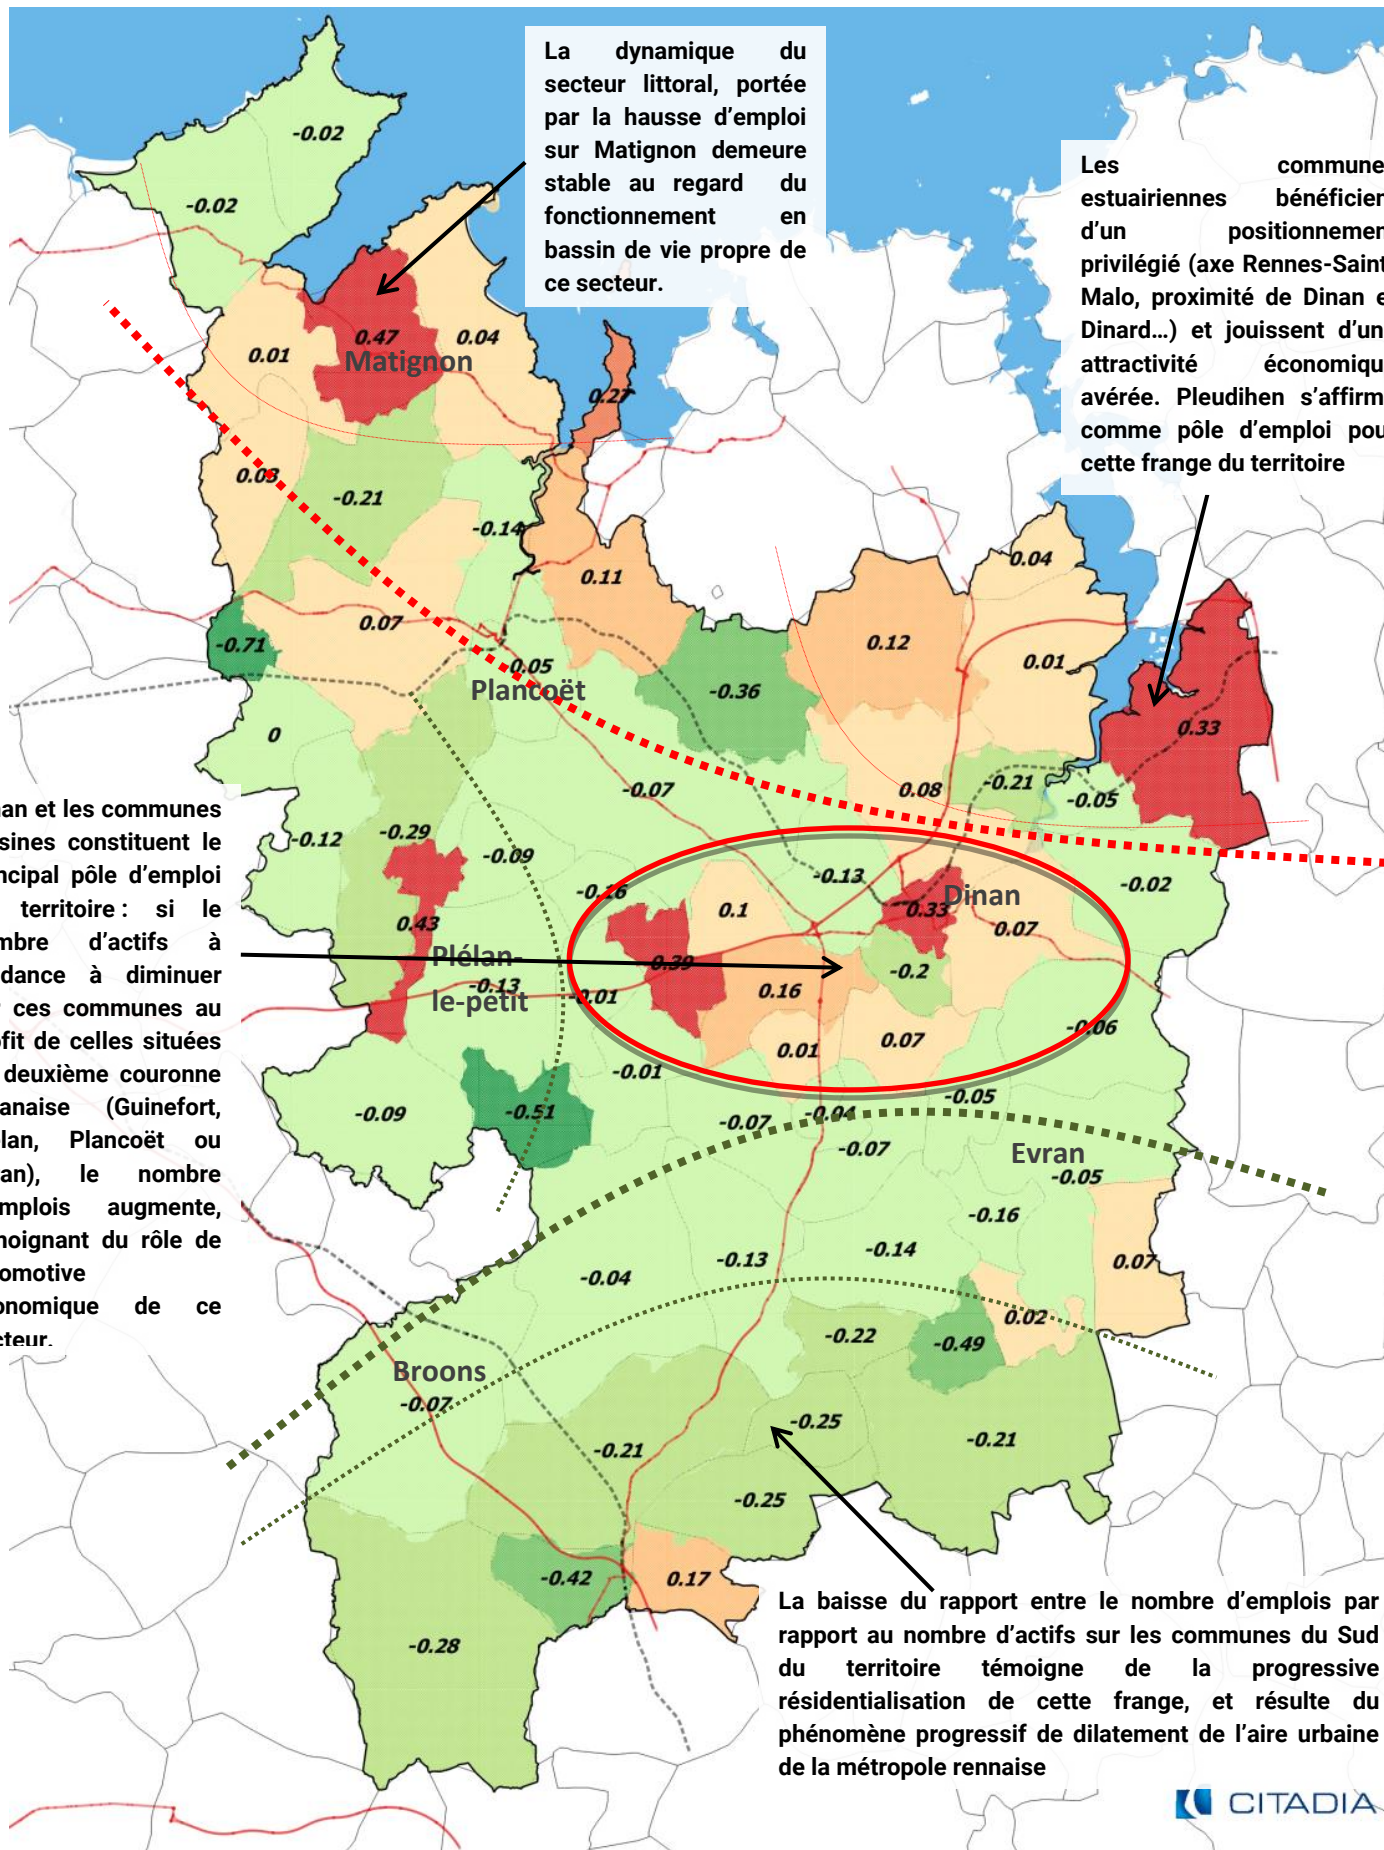 La dynamique du
secteur littoral, portée
par la hausse d'emploi
sur Matignon demeure
stable au regard du
fonctionnement en
bassin de vie propre de
ce secteur.
Les commune
estuairiennes bénéficien
d'un positionnemen
privilégié (axe Rennes-Saint
Malo, proximité de Dinan e
Dinard…) et jouissent d'un
attractivité économiqu
avérée. Pleudihen s'affirm
comme pôle d'emploi pou
cette frange du territoire
-0.02
-0.02
0.47
0.04
0.01
Matignon
0.27
0.03
-0.21
-0.14
0.11
0.04
0.07
0.12
-0.71
0.01
0.05
Plancoët
-0.36
0
0.33
-0.07
0.08
-0.21
-0.05
nan et les communes
sines constituent le
ncipal pôle d'emploi
territoire : si le
mbre d'actifs à
dance à diminuer
r ces communes au
ofit de celles situées
deuxième couronne
anaise (Guinefort,
lan, Plancoët ou
an), le nombre
mplois augmente,
moignant du rôle de
omotive
onomique de ce
cteur.
-0.12
-0.29
-0.09
-0.16
-0.13
-0.02
0.43
0.1
Dinan
0.33
0.07
Plélan-
le-petit
-0.13
-0.01
0.39
0.16
-0.2
-0.06
0.01
0.07
-0.01
-0.09
-0.51
-0.07
-0.04
-0.05
-0.07
Evran
-0.05
-0.16
-0.04
-0.13
-0.14
0.07
0.02
-0.22
-0.49
Broons
-0.07
-0.25
-0.21
-0.21
-0.25
-0.42
0.17
-0.28
La baisse du rapport entre le nombre d'emplois par
rapport au nombre d'actifs sur les communes du Sud
du territoire témoigne de la progressive
résidentialisation de cette frange, et résulte du
phénomène progressif de dilatement de l'aire urbaine
de la métropole rennaise
CITADIA